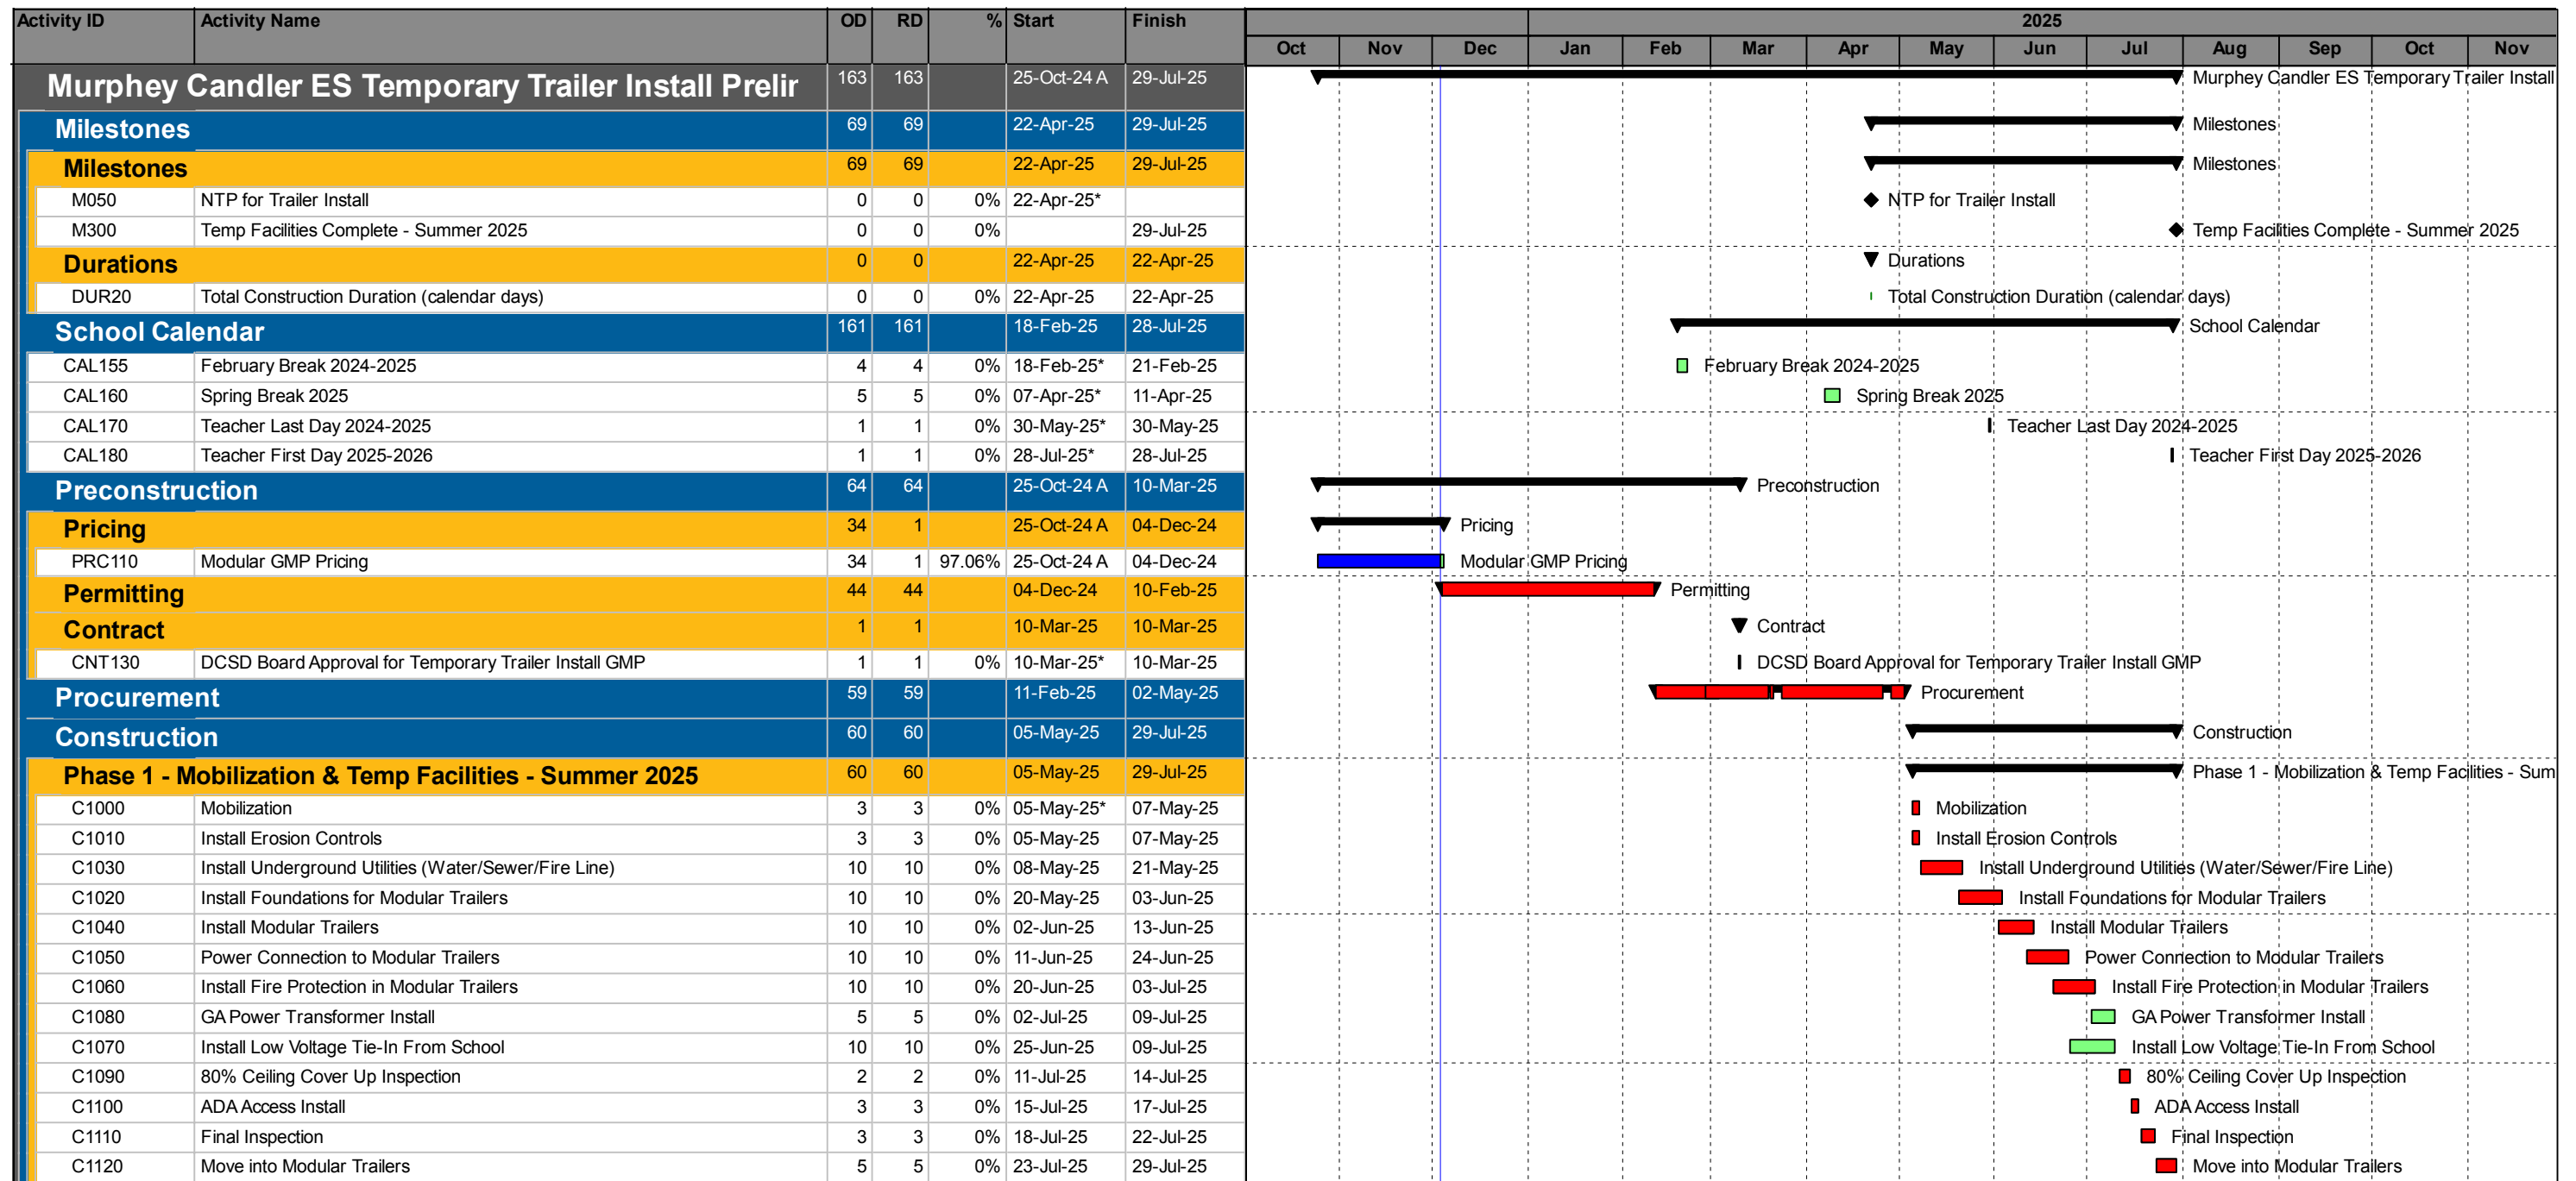 Activity ID Activity Name OD RD % Start Finish 2025
Oct Nov Dec Jan Feb Mar Apr May Jun Jul Aug Sep Oct Nov
Murphey Candler ES Temporary Trailer Install Prelir 163 163 25-Oct-24 A 29-Jul-25 Murphey Candler ES Temporary Trailer Install
Milestones 69 69 22-Apr-25 29-Jul-25 Milestones
Milestones 69 69 22-Apr-25 29-Jul-25 Milestones
M050 NTP for Trailer Install 0 0 0% 22-Apr-25* NTP for Trailer Install
M300 Temp Facilities Complete - Summer 2025 0 0 0% 29-Jul-25 Temp Facilities Complete - Summer 2025
Durations 0 0 22-Apr-25 22-Apr-25 Durations
DUR20 Total Construction Duration (calendar days) 0 0 0% 22-Apr-25 22-Apr-25 Total Construction Duration (calendar days)
School Calendar 161 161 18-Feb-25 28-Jul-25 School Calendar
CAL155 February Break 2024-2025 4 4 0% 18-Feb-25* 21-Feb-25 February Break 2024-2025
CAL160 Spring Break 2025 5 5 0% 07-Apr-25* 11-Apr-25 Spring Break 2025
CAL170 Teacher Last Day 2024-2025 1 1 0% 30-May-25* 30-May-25 Teacher Last Day 2024-2025
CAL180 Teacher First Day 2025-2026 1 1 0% 28-Jul-25* 28-Jul-25 Teacher First Day 2025-2026
Preconstruction 64 64 25-Oct-24 A 10-Mar-25 Preconstruction
Pricing 34 1 25-Oct-24 A 04-Dec-24 Pricing
PRC110 Modular GMP Pricing 34 1 97.06% 25-Oct-24 A 04-Dec-24 Modular GMP Pricing
Permitting 44 44 04-Dec-24 10-Feb-25 Permitting
Contract 1 1 10-Mar-25 10-Mar-25 Contract
CNT130 DCSD Board Approval for Temporary Trailer Install GMP 1 1 0% 10-Mar-25* 10-Mar-25 DCSD Board Approval for Temporary Trailer Install GMP
Procurement 59 59 11-Feb-25 02-May-25 Procurement
Construction 60 60 05-May-25 29-Jul-25 Construction
Phase 1 - Mobilization & Temp Facilities - Summer 2025 60 60 05-May-25 29-Jul-25 Phase 1 - Mobilization & Temp Facilities - Sum
C1000 Mobilization 3 3 0% 05-May-25* 07-May-25 Mobilization
C1010 Install Erosion Controls 3 3 0% 05-May-25 07-May-25 Install Erosion Controls
C1030 Install Underground Utilities (Water/Sewer/Fire Line) 10 10 0% 08-May-25 21-May-25 Install Underground Utilities (Water/Sewer/Fire Line)
C1020 Install Foundations for Modular Trailers 10 10 0% 20-May-25 03-Jun-25 Install Foundations for Modular Trailers
C1040 Install Modular Trailers 10 10 0% 02-Jun-25 13-Jun-25 Install Modular Trailers
C1050 Power Connection to Modular Trailers 10 10 0% 11-Jun-25 24-Jun-25 Power Connection to Modular Trailers
C1060 Install Fire Protection in Modular Trailers 10 10 0% 20-Jun-25 03-Jul-25 Install Fire Protection in Modular Trailers
C1080 GA Power Transformer Install 5 5 0% 02-Jul-25 09-Jul-25 GA Power Transformer Install
C1070 Install Low Voltage Tie-In From School 10 10 0% 25-Jun-25 09-Jul-25 Install Low Voltage Tie-In From School
C1090 80% Ceiling Cover Up Inspection 2 2 0% 11-Jul-25 14-Jul-25 80% Ceiling Cover Up Inspection
C1100 ADA Access Install 3 3 0% 15-Jul-25 17-Jul-25 ADA Access Install
C1110 Final Inspection 3 3 0% 18-Jul-25 22-Jul-25 Final Inspection
C1120 Move into Modular Trailers 5 5 0% 23-Jul-25 29-Jul-25 Move into Modular Trailers